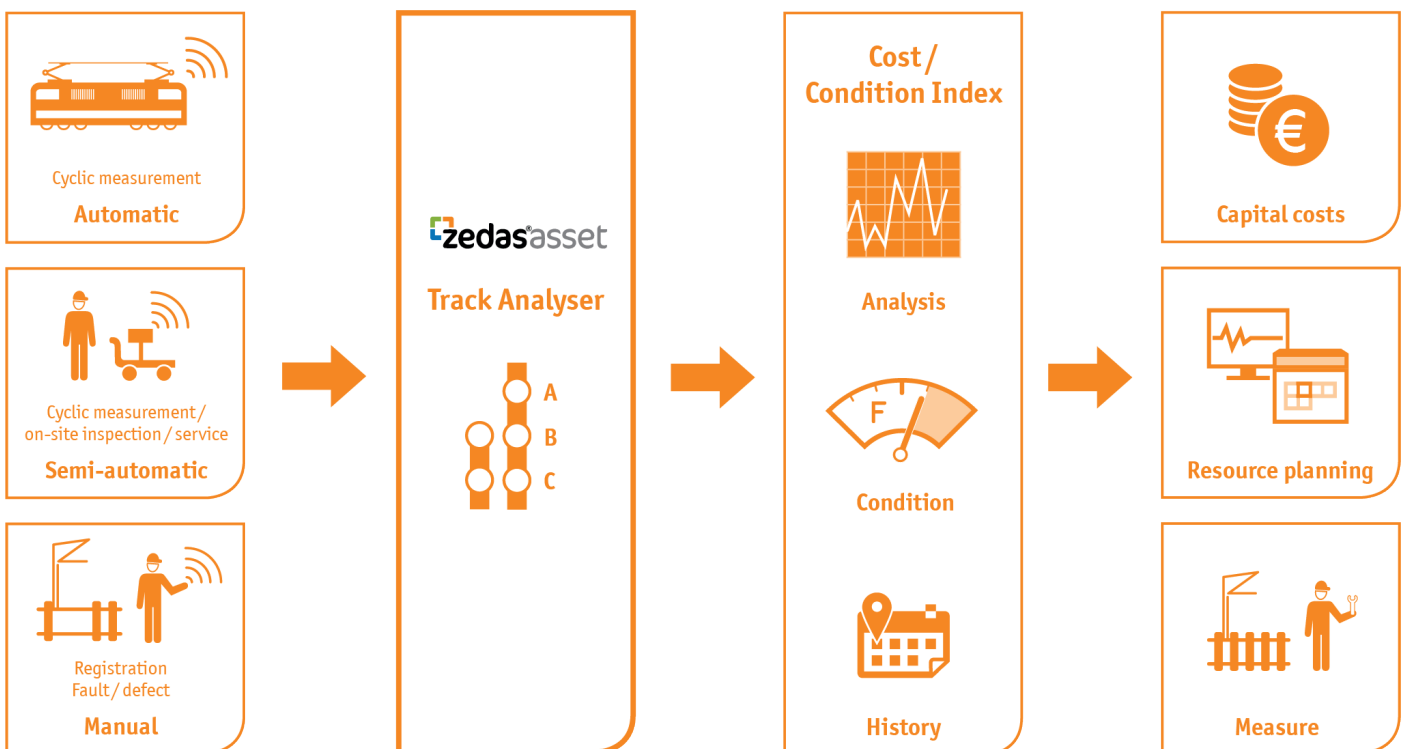 Cyclic measurement
Automatic
Cyclic measurement /
on-site inspection / service
Semi-automatic
Registration
Fault / defect
Manual
zedas®asset
Track Analyser
A
B
C
Cost /
Condition Index
Analysis
F
Condition
History
€
Capital costs
Resource planning
Measure